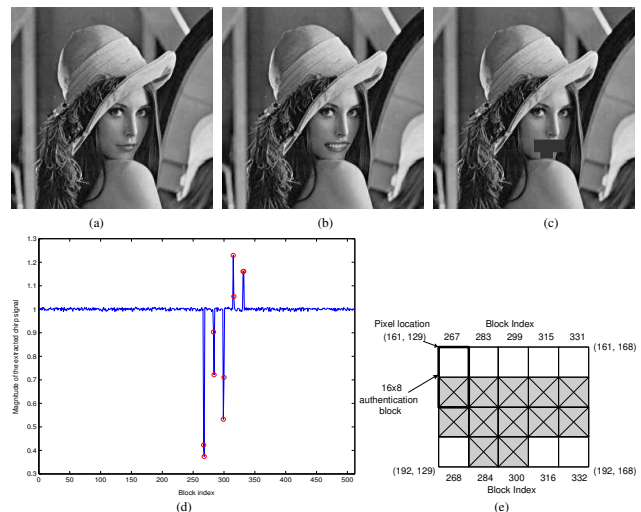 (a)
(b)
(c)
1.3
1.2
1.1
1
0.9
0.8
0.7
0.6
0.5
0.4
0.3
Magnitude of the extracted chirp signal
0 50 100 150 200 250 300 350 400 450 500
Block index
(d)
Pixel location
(161, 129)
Block Index
267 283 299 315 331
(161, 168)
16x8
authentication
block
(192, 129)
(192, 168)
268 284 300 316 332
Block Index
(e)